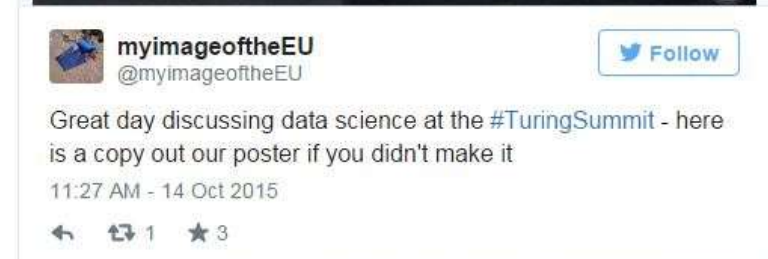 myimageoftheEU
Follow
@myimageoftheEU
Great day discussing data science at the #TuringSummit - here
is a copy out our poster if you didn't make it
11:27 AM - 14 Oct 2015
1 3